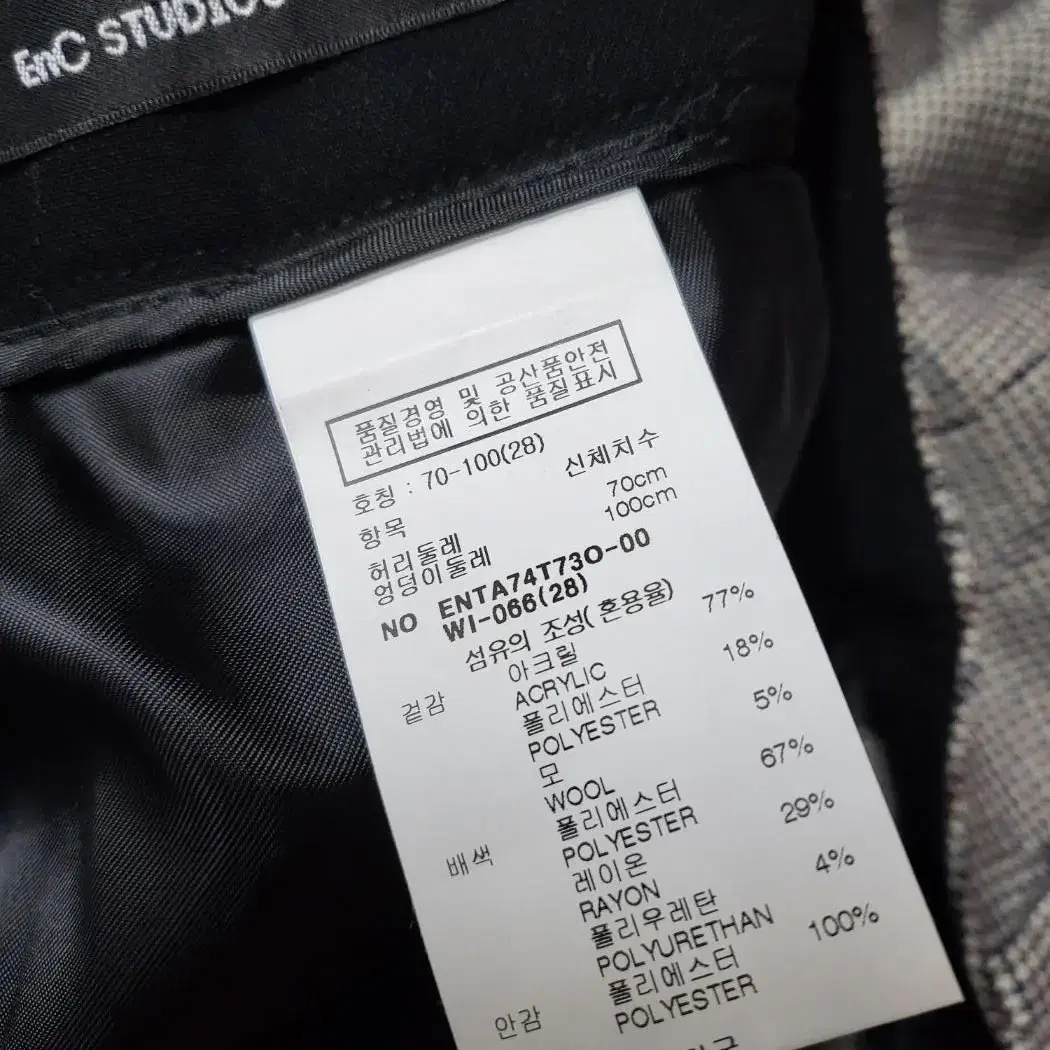 EnC STUDIOS
품질경영 및 공산품안전
관리법에 의한 품질표시
호칭 : 70-100(28)
항목 신체치수
허리둘레 70cm
엉덩이둘레 100cm
NO ENTA74T73O-00
WI-066(28)
섬유의 조성(혼용율)
겉감 아크릴 77%
ACRYLIC
폴리에스터 18%
POLYESTER
모 5%
WOOL
배색 폴리에스터 67%
POLYESTER
레이온 29%
RAYON
폴리우레탄 4%
POLYURETHAN
안감 폴리에스터 100%
POLYESTER